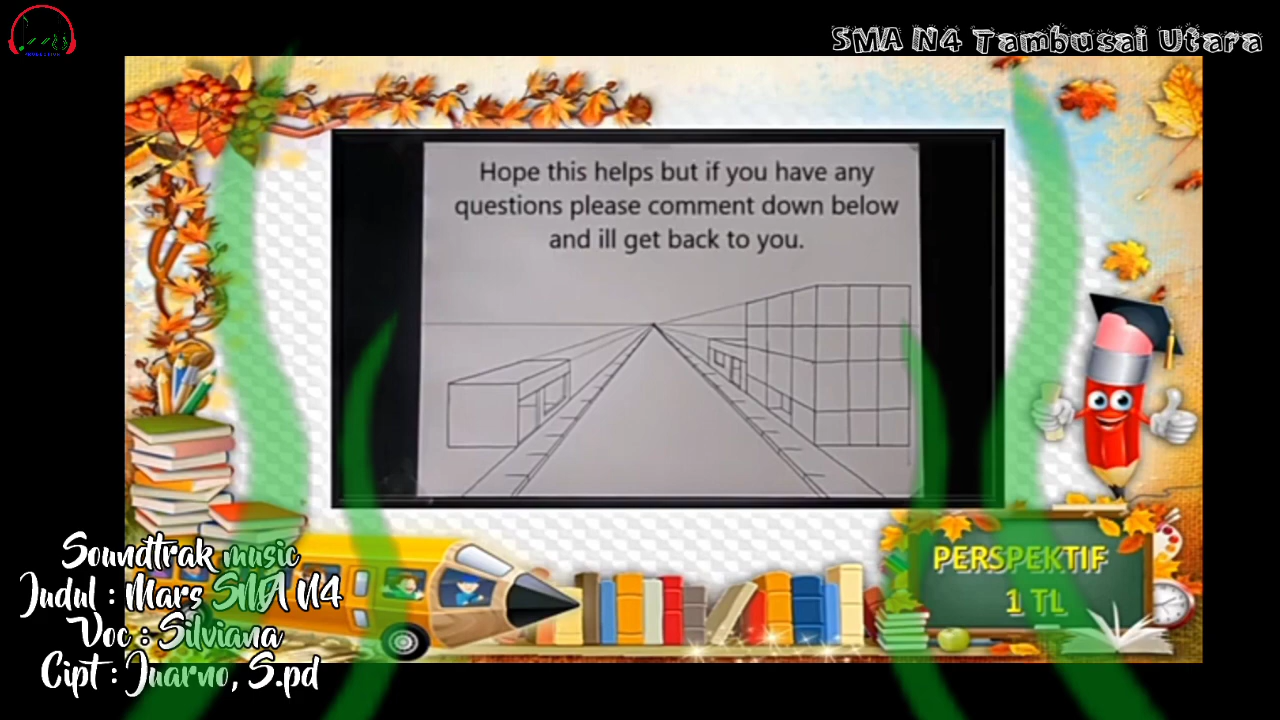 SMA N4 Tambusai Utara
Hope this helps but if you have any
questions please comment down below
and ill get back to you.
PERSPEKTIF
1 TL
Soundtrak music
Judul : Mars SMA N4
Voc : Silviana
Cipt : Juarno, S.pd